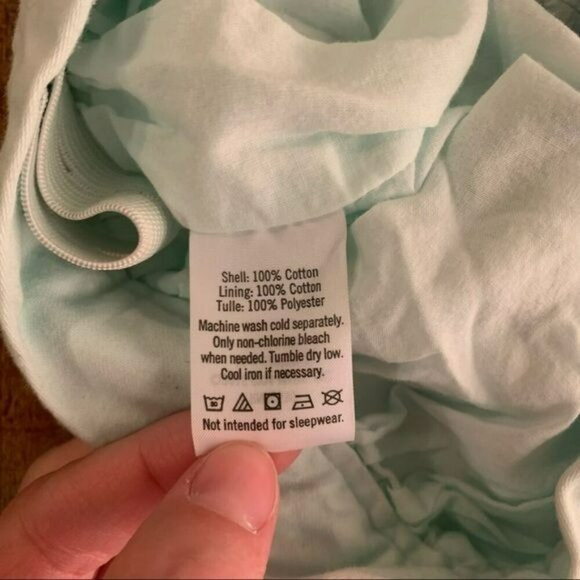 Shell: 100% Cotton
Lining: 100% Cotton
Tulle: 100% Polyester
Machine wash cold separately.
Only non-chlorine bleach
when needed. Tumble dry low.
Cool iron if necessary.
30
Not intended for sleepwear.